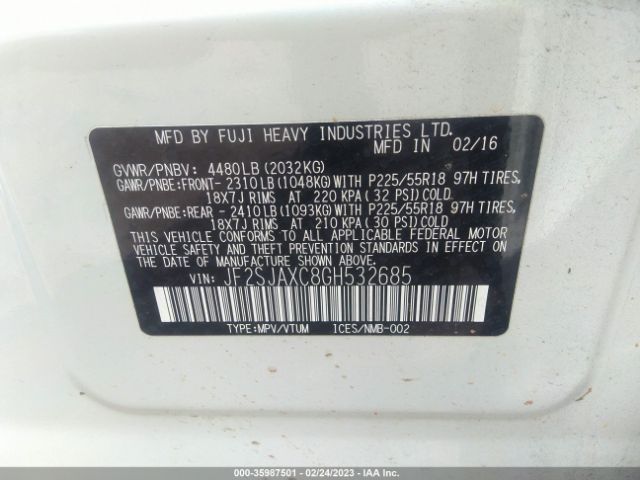 MFD BY FUJI HEAVY INDUSTRIES LTD.
MFD IN 02/16
GVWR/PNBV: 4480LB(2032KG)
GAWR/PNBE:FRONT- 2310LB(1048KG)WITH P225/55R18 97H TIRES,
18X7J RIMS AT 220 KPA(32 PSI)COLD.
GAWR/PNBE:REAR - 2410LB(1093KG)WITH P225/55R18 97H TIRES,
18X7J RIMS AT 210 KPA(30 PSI)COLD
THIS VEHICLE CONFORMS TO ALL APPLICABLE FEDERAL MOTOR
VEHICLE SAFETY AND THEFT PREVENTION STANDARDS IN EFFECT
ON THE DATE OF MANUFACTURE SHOWN ABOVE.
VIN: JF2SJAXC8GH532685
TYPE:MPV/VTUM ICES/NMB-002
000-35987501 - 02/24/2023 - IAAI.COM